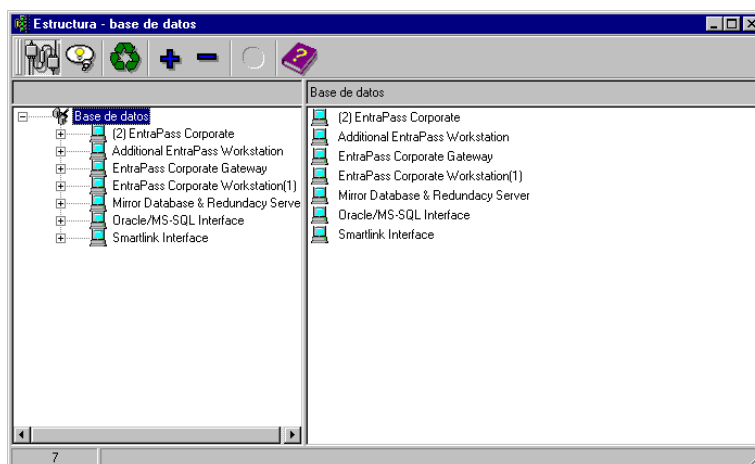 Estructura - base de datos
Base de datos
Base de datos
(2) EntraPass Corporate
Additional EntraPass Workstation
EntraPass Corporate Gateway
EntraPass Corporate Workstation(1)
Mirror Database & Redundacy Serve
Oracle/MS-SQL Interface
Smartlink Interface
(2) EntraPass Corporate
Additional EntraPass Workstation
EntraPass Corporate Gateway
EntraPass Corporate Workstation(1)
Mirror Database & Redundacy Server
Oracle/MS-SQL Interface
Smartlink Interface
7